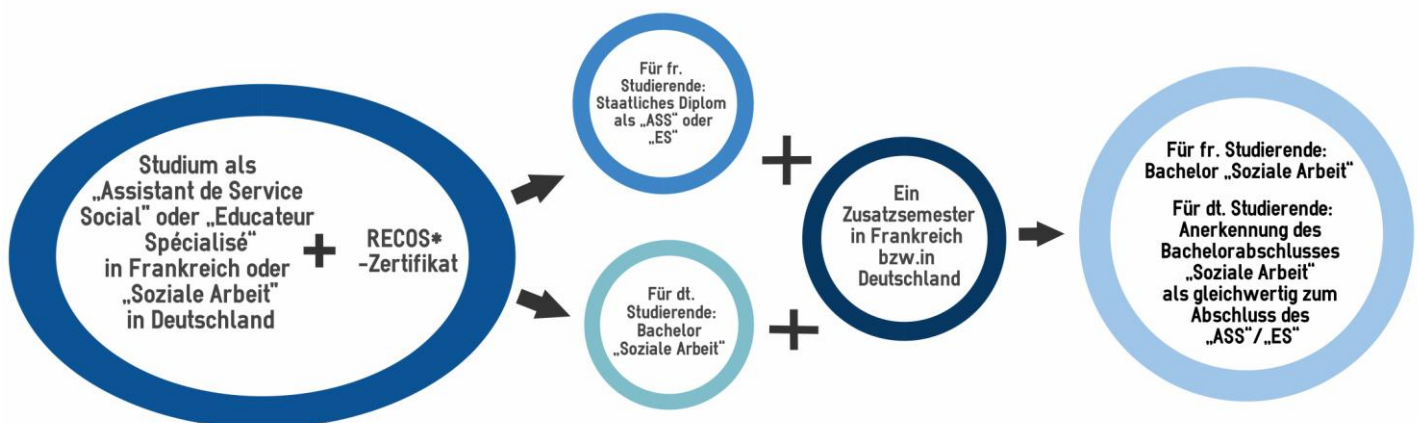 Studium als
„Assistant de Service
Social“ oder „Educateur
Spécialisé“
in Frankreich oder
„Soziale Arbeit“
in Deutschland
+
RECOS*
-Zertifikat
Für fr.
Studierende:
Staatliches Diplom
als „ASS“ oder
„ES“
+
Für dt.
Studierende:
Bachelor
„Soziale Arbeit“
+
Ein
Zusatzsemester
in Frankreich
bzw.in
Deutschland
Für fr. Studierende:
Bachelor „Soziale Arbeit“
Für dt. Studierende:
Anerkennung des
Bachelorabschlusses
„Soziale Arbeit“
als gleichwertig zum
Abschluss des
„ASS“/„ES“